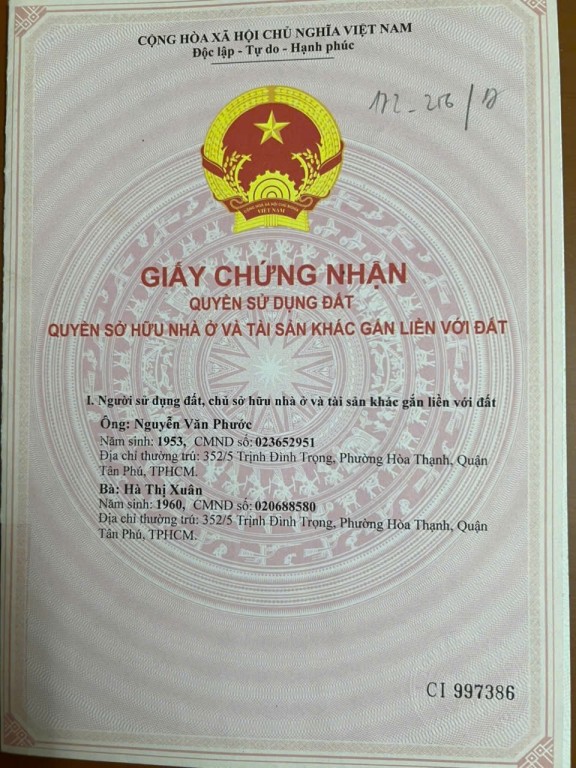 CỘNG HÒA XÃ HỘI CHỦ NGHĨA VIỆT NAM
Độc lập - Tự do - Hạnh phúc
VIỆT NAM
GIẤY CHỨNG NHẬN
QUYỀN SỬ DỤNG ĐẤT
QUYỀN SỞ HỮU NHÀ Ở VÀ TÀI SẢN KHÁC GẮN LIỀN VỚI ĐẤT
I. Người sử dụng đất, chủ sở hữu nhà ở và tài sản khác gắn liền với đất
Ông: Nguyễn Văn Phước
Năm sinh: 1953, CMND số: 023652951
Địa chỉ thường trú: 352/5 Trịnh Đình Trọng, Phường Hòa Thạnh, Quận
Tân Phú, TPHCM.
Bà: Hà Thị Xuân
Năm sinh: 1960, CMND số: 020688580
Địa chỉ thường trú: 352/5 Trịnh Đình Trọng, Phường Hòa Thạnh, Quận
Tân Phú, TPHCM.
CI 997386